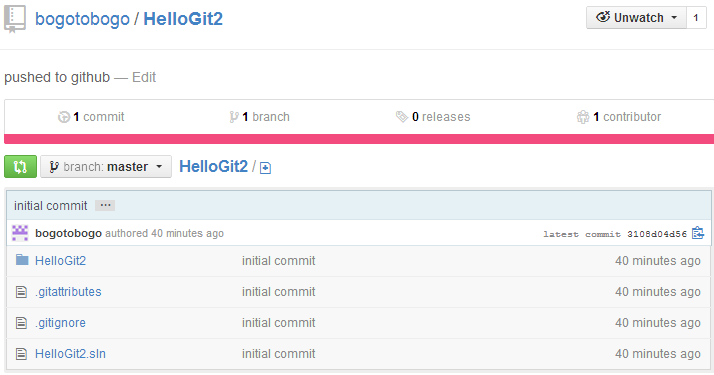 bogotobogo / HelloGit2
Unwatch 1
pushed to github — Edit
1 commit 1 branch 0 releases 1 contributor
branch: master HelloGit2 /
initial commit ...
bogotobogo authored 40 minutes ago latest commit 3108d04d56
HelloGit2 initial commit 40 minutes ago
.gitattributes initial commit 40 minutes ago
.gitignore initial commit 40 minutes ago
HelloGit2.sln initial commit 40 minutes ago